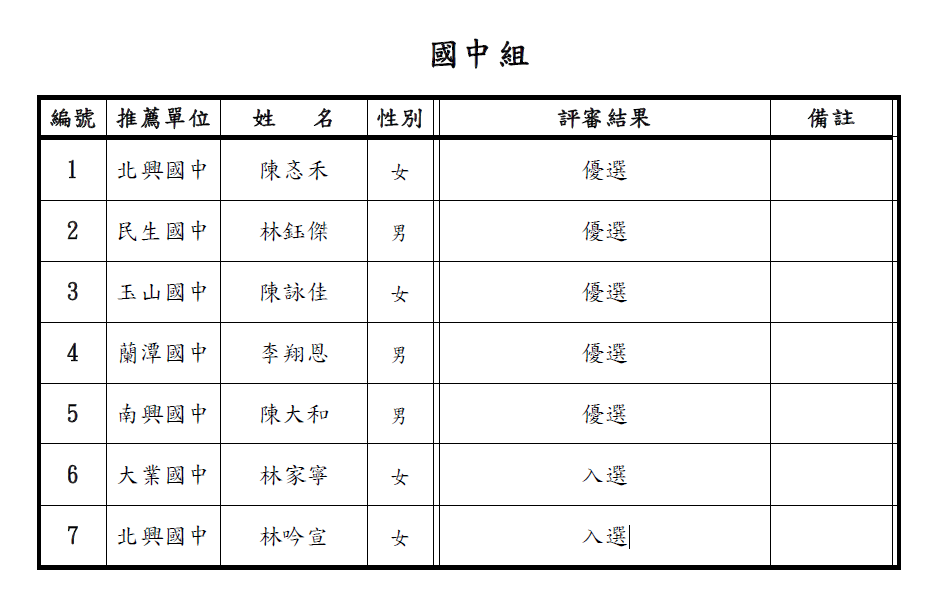 國中組
編號 推薦單位 姓 名 性別 評審結果 備註
1 北興國中 陳忞禾 女 優選
2 民生國中 林鈺傑 男 優選
3 玉山國中 陳詠佳 女 優選
4 蘭潭國中 李翔恩 男 優選
5 南興國中 陳大和 男 優選
6 大業國中 林家寧 女 入選
7 北興國中 林吟宣 女 入選